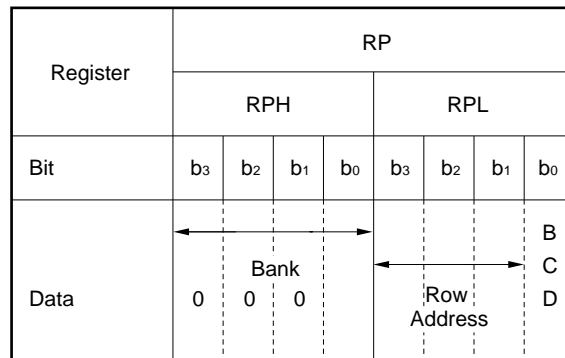 Register
RP
RPH RPL
Bit b3 b2 b1 b0 b3 b2 b1 b0
Data
Bank
0 0 0
Row
Address
B
C
D